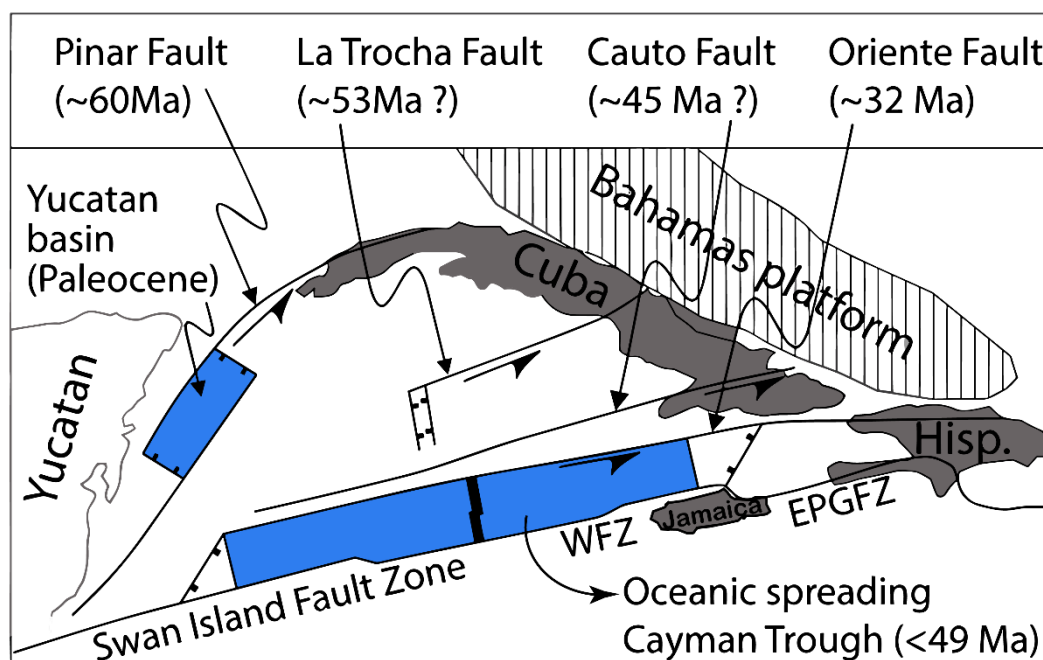 Pinar Fault
(~60Ma)
La Trocha Fault
(~53Ma ?)
Cauto Fault
(~45 Ma ?)
Oriente Fault
(~32 Ma)
Yucatan
basin
(Paleocene)
Bahamas platform
Cuba
Yucatan
Hisp.
Jamaica
EPGFZ
WFZ
Swan Island Fault Zone
Oceanic spreading
Cayman Trough (<49 Ma)